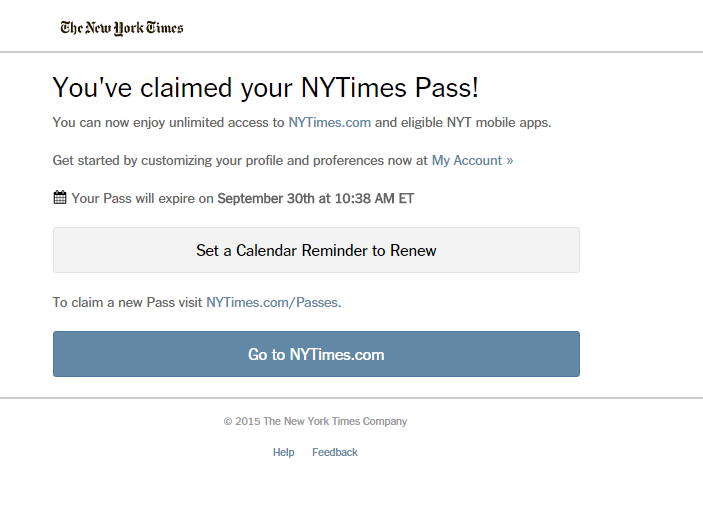 The New York Times
You've claimed your NYTimes Pass!
You can now enjoy unlimited access to NYTimes.com and eligible NYT mobile apps.
Get started by customizing your profile and proferences now at My Account »
Your Pass will expire on September 30th at 10:38 AM ET
Set a Calendar Reminder to Renew
To claim a new Pass visit NYTimes.com/Passes.
Go to NYTimes.com
© 2015 The New York Times Company
Help Feedback